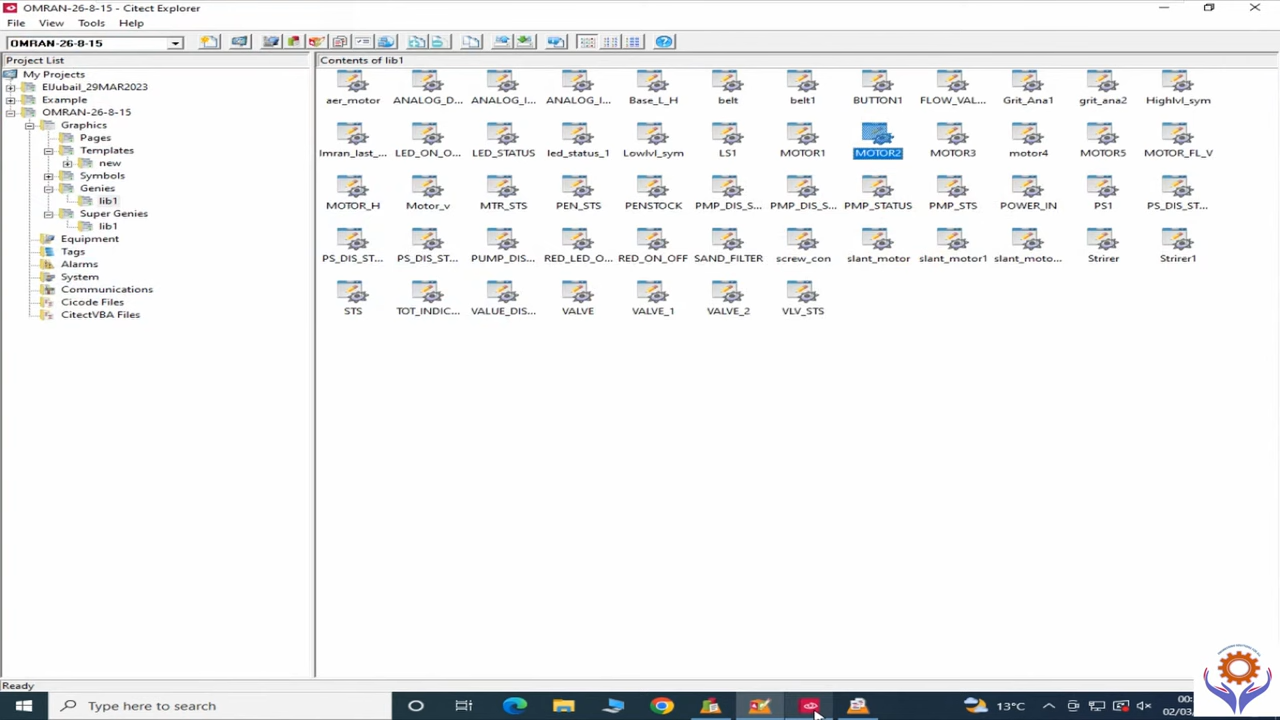 OMRAN-26-8-15 - Citect Explorer
File View Tools Help
OMRAN-26-8-15
Project List
My Projects
ElJubail_29MAR2023
Example
OMRAN-26-8-15
Graphics
Pages
Templates
new
Symbols
Genies
lib1
Super Genies
lib1
Equipment
Tags
Alarms
System
Communications
Cicode Files
CitectVBA Files
Contents of lib1
aer_motor ANALOG_D... ANALOG_I... ANALOG_I... Base_L_H belt belt1 BUTTON1 FLOW_VAL... Grit_Ana1 grit_ana2 Highlvl_sym
Imran_last_... LED_ON_O... LED_STATUS led_status_1 Lowlvl_sym LS1 MOTOR1 MOTOR2 MOTOR3 motor4 MOTOR5 MOTOR_FL_V
MOTOR_H Motor_v MTR_STS PEN_STS PENSTOCK PMP_DIS_S... PMP_DIS_S... PMP_STATUS PMP_STS POWER_IN PS1 PS_DIS_ST...
PS_DIS_ST... PS_DIS_ST... PUMP_DIS... RED_LED_O... RED_ON_OFF SAND_FILTER screw_con slant_motor slant_motor1 slant_moto... Strirer Strirer1
STS TOT_INDIC... VALUE_DIS... VALVE VALVE_1 VALVE_2 VLV_STS
Ready
Type here to search
13°C
00:
02/03/